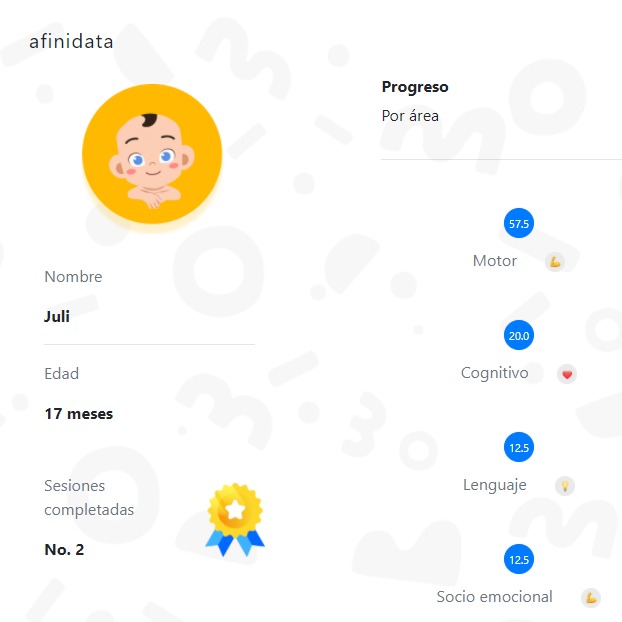 afinidata
Nombre
Juli
Edad
17 meses
Sesiones
completadas
No. 2
Progreso
Por área
57.5
Motor
20.0
Cognitivo
12.5
Lenguaje
12.5
Socio emocional